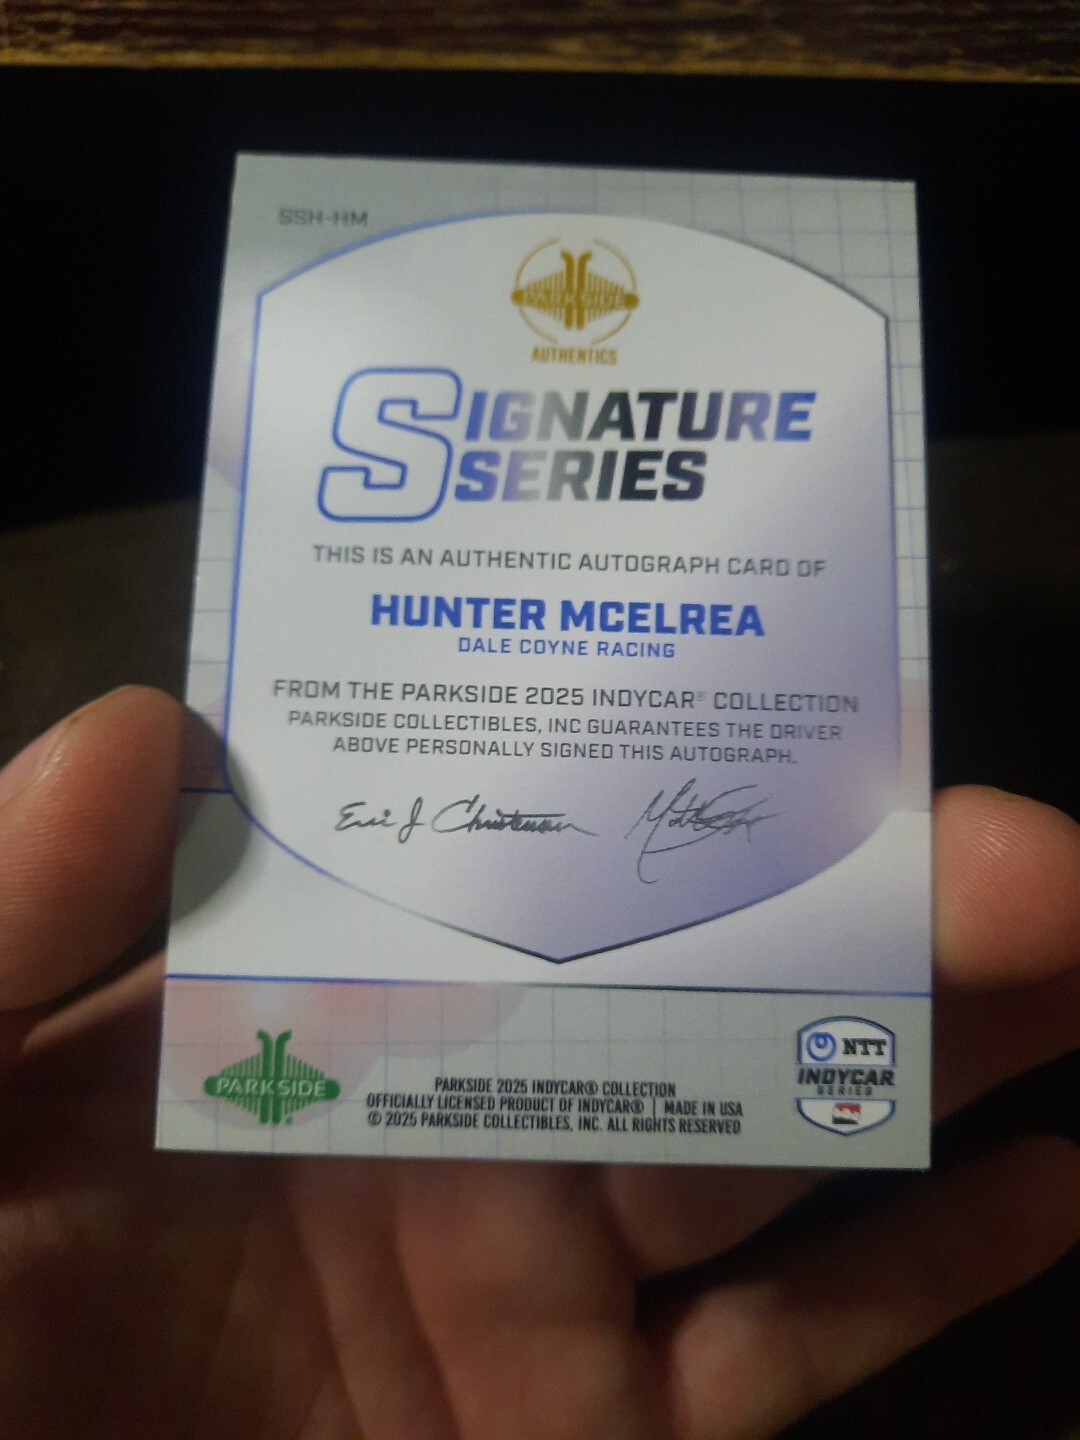 SSH-HM
PARKSIDE
AUTHENTICS
SIGNATURE
SERIES
THIS IS AN AUTHENTIC AUTOGRAPH CARD OF
HUNTER MCELREA
DALE COYNE RACING
FROM THE PARKSIDE 2025 INDYCAR® COLLECTION
PARKSIDE COLLECTIBLES, INC GUARANTEES THE DRIVER
ABOVE PERSONALLY SIGNED THIS AUTOGRAPH.
Eric J Christensen
PARKSIDE
PARKSIDE 2025 INDYCAR® COLLECTION
OFFICIALLY LICENSED PRODUCT OF INDYCAR® | MADE IN USA
© 2025 PARKSIDE COLLECTIBLES, INC. ALL RIGHTS RESERVED
NTT
INDYCAR
SERIES